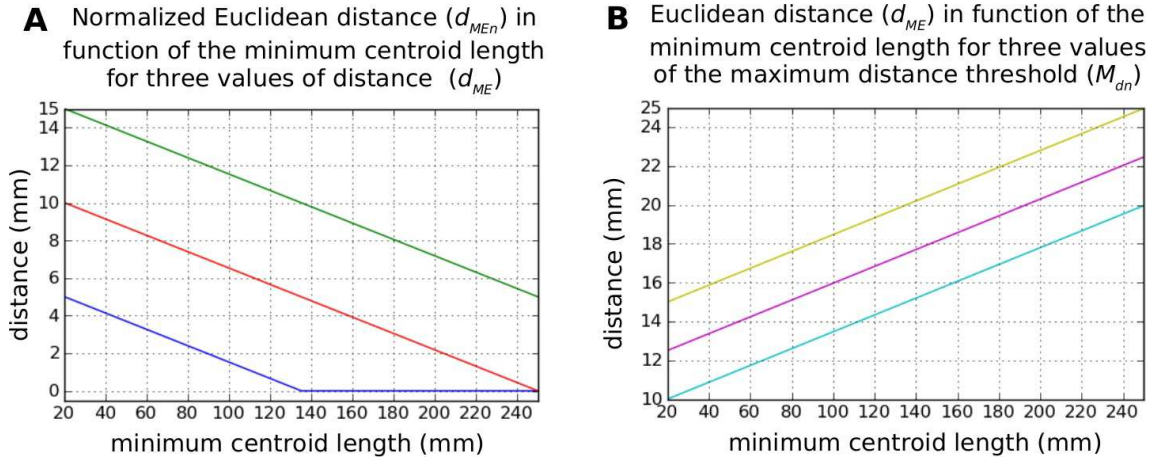 A Normalized Euclidean distance (d_MEn) in
function of the minimum centroid length
for three values of distance (d_ME)
15
14
12
10
8
6
4
2
0
distance (mm)
20 40 60 80 100 120 140 160 180 200 220 240
minimum centroid length (mm)
B Euclidean distance (d_ME) in function of the
minimum centroid length for three values
of the maximum distance threshold (M_dn)
25
24
22
20
18
16
14
12
10
distance (mm)
20 40 60 80 100 120 140 160 180 200 220 240
minimum centroid length (mm)